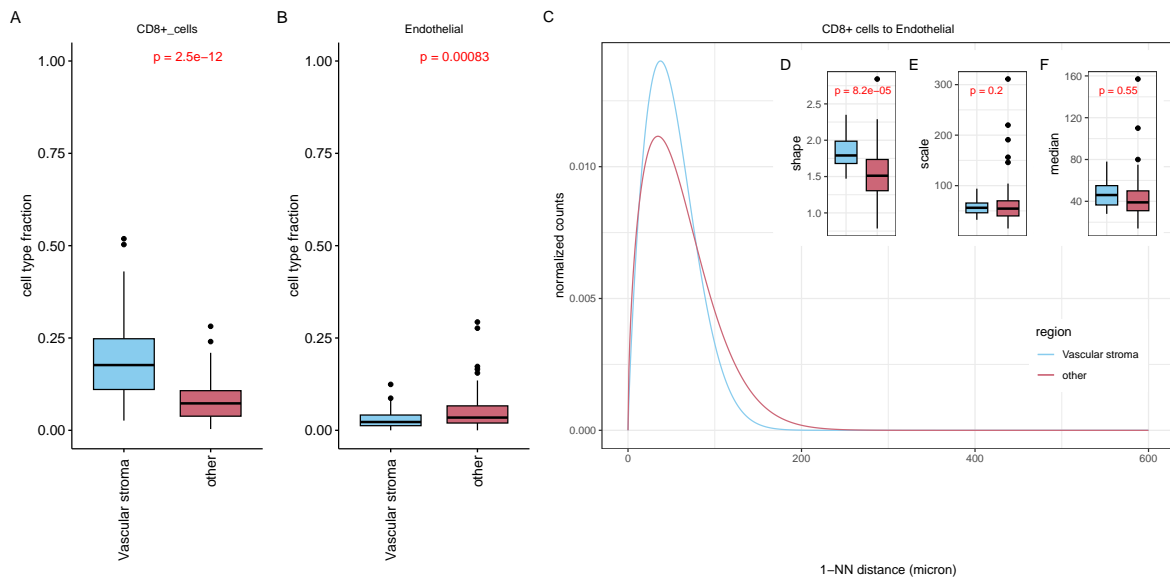 A
CD8+_cells
p = 2.5e−12
cell type fraction
1.00
0.75
0.50
0.25
0.00
Vascular stroma
other
B
Endothelial
p = 0.00083
cell type fraction
1.00
0.75
0.50
0.25
0.00
Vascular stroma
other
C
CD8+ cells to Endothelial
normalized counts
0.010
0.005
0.000
0
200
400
600
1−NN distance (micron)
region
Vascular stroma
other
D
p = 8.2e−05
shape
2.5
2.0
1.5
1.0
E
p = 0.2
scale
300
200
100
F
p = 0.55
median
160
120
80
40